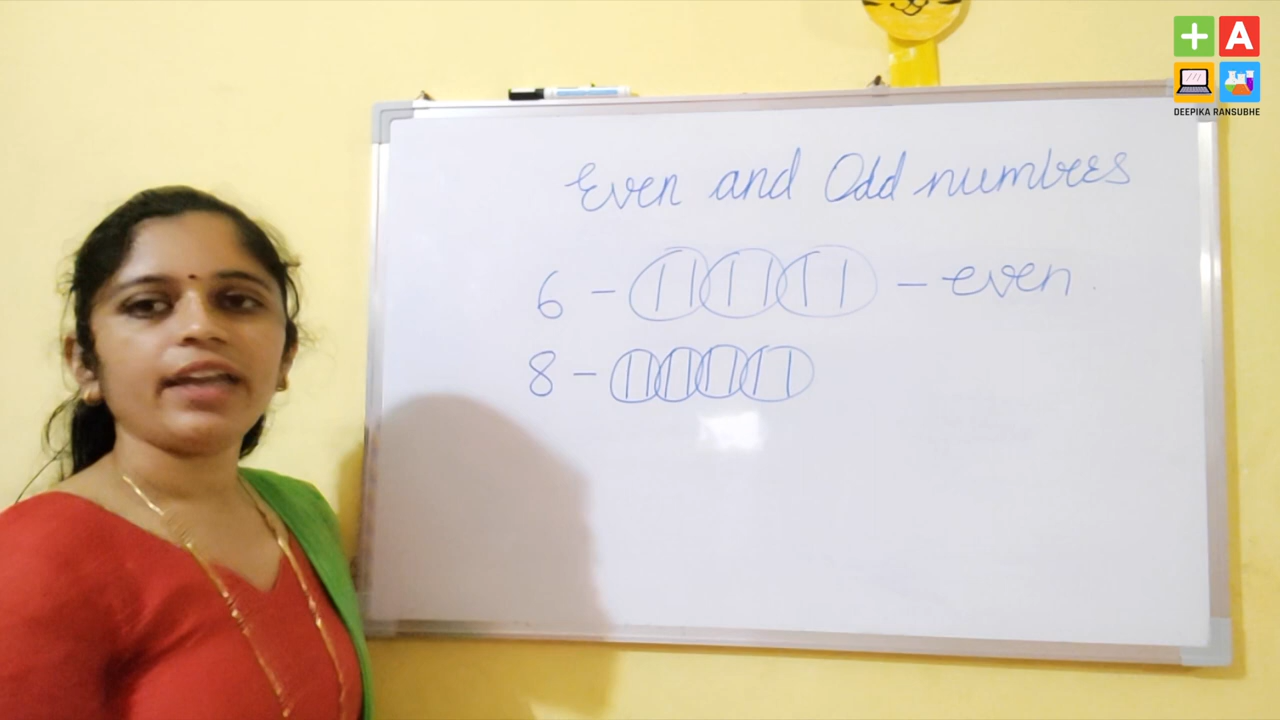 + A
DEEPIKA RANSUBHE
Even and Odd numbres
6 - || || || - even
8 - || || || ||